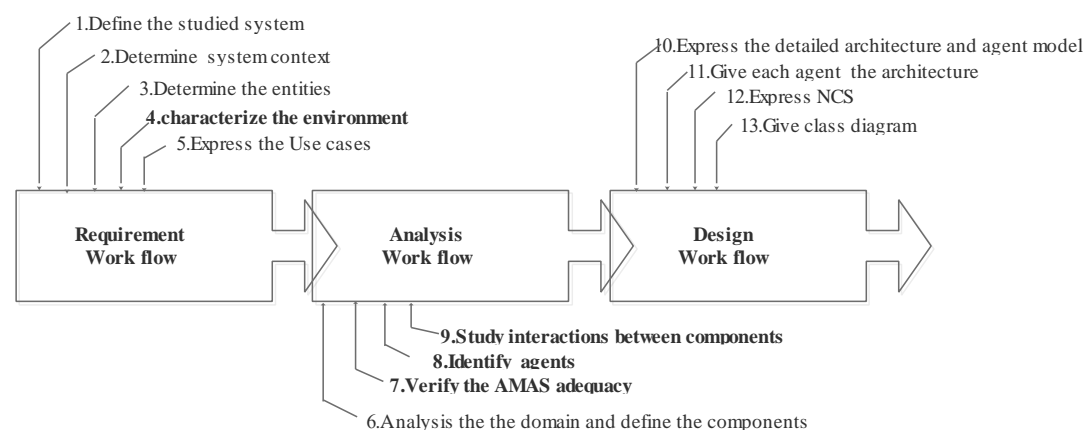 1.Define the studied system
2.Determine system context
3.Determine the entities
4.characterize the environment
5.Express the Use cases
10.Express the detailed architecture and agent model
11.Give each agent the architecture
12.Express NCS
13.Give class diagram
Requirement
Work flow
Analysis
Work flow
Design
Work flow
9.Study interactions between components
8.Identify agents
7.Verify the AMAS adequacy
6.Analysis the the domain and define the components